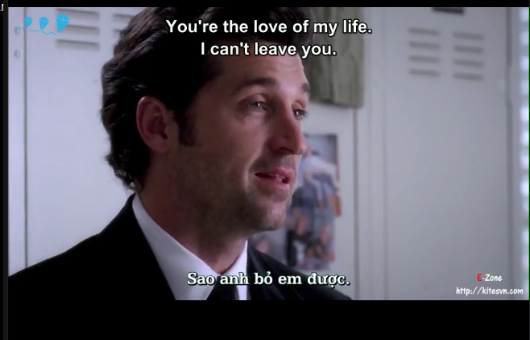 You're the love of my life.
I can't leave you.
Sao anh bỏ em được.
E-Zone
http://kitesvn.com